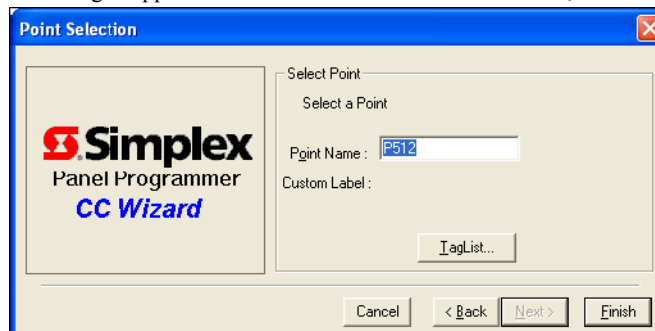 Point Selection
Simplex
Panel Programmer
CC Wizard
Select Point
Select a Point
Point Name : P512
Custom Label :
TagList...
Cancel
< Back
Next >
Finish